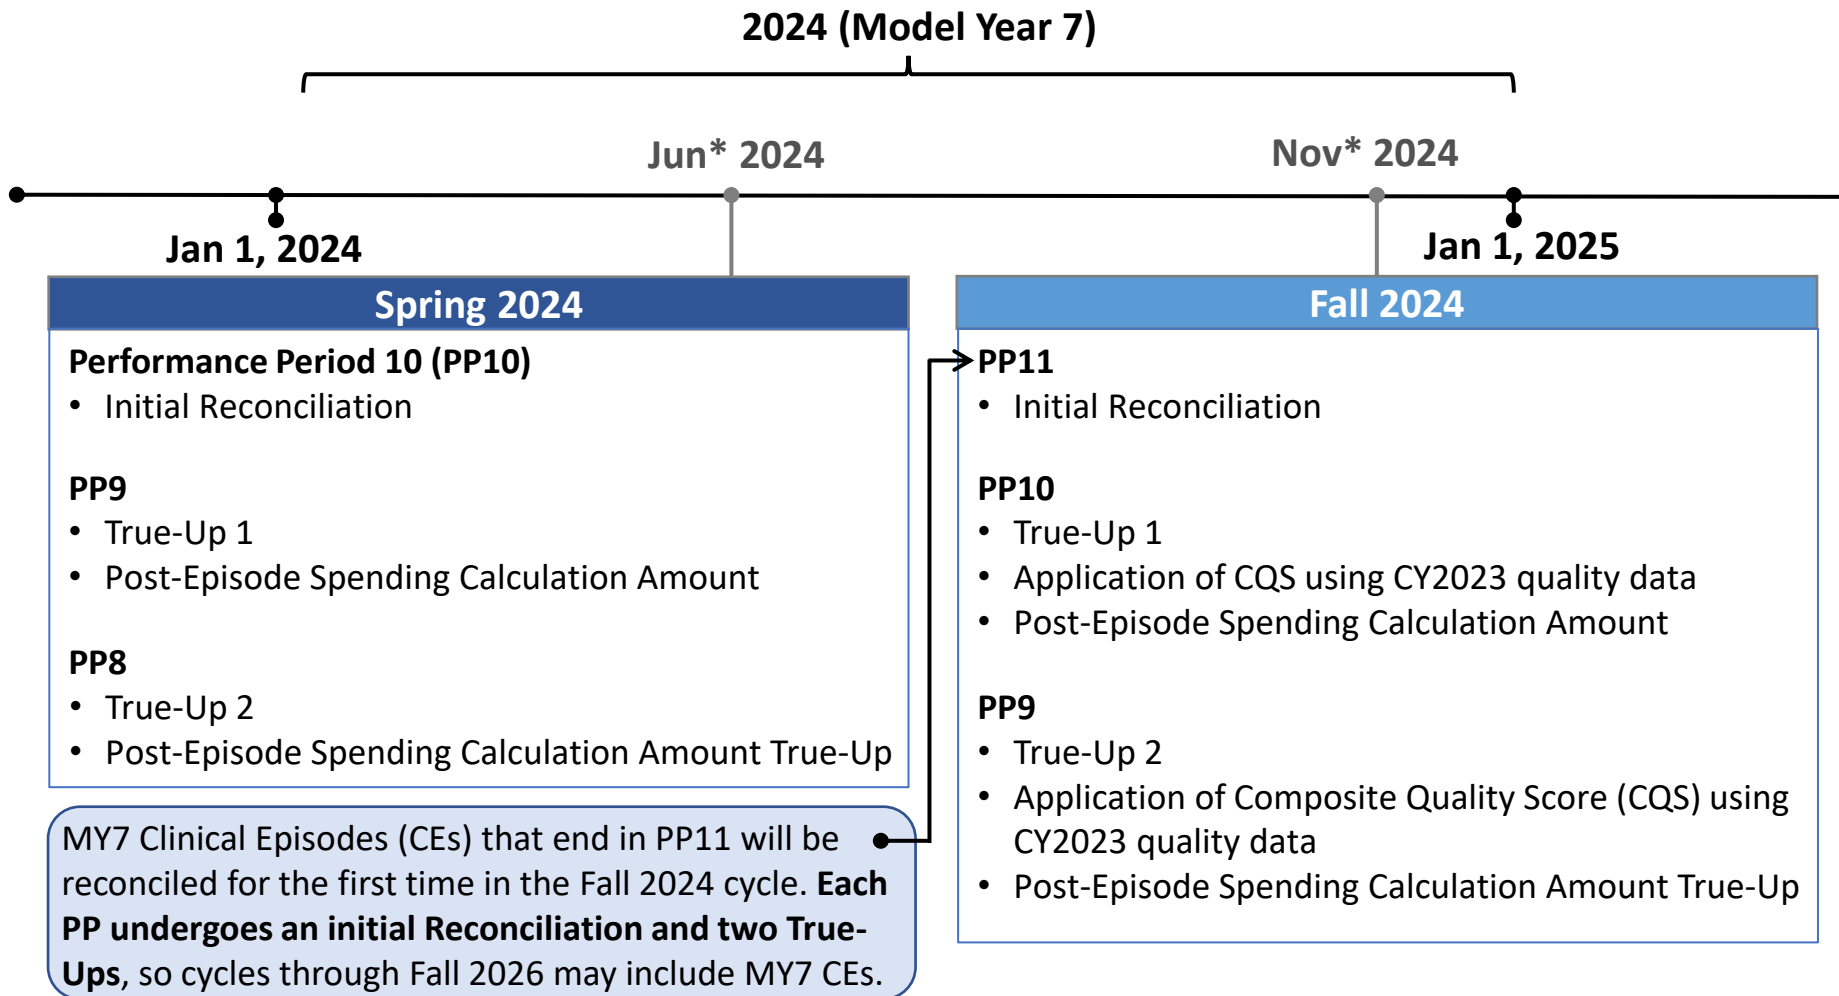 2024 (Model Year 7)
Jun* 2024
Nov* 2024
Jan 1, 2024
Jan 1, 2025
Spring 2024
Performance Period 10 (PP10)
• Initial Reconciliation
PP9
• True-Up 1
• Post-Episode Spending Calculation Amount
PP8
• True-Up 2
• Post-Episode Spending Calculation Amount True-Up
MY7 Clinical Episodes (CEs) that end in PP11 will be
reconciled for the first time in the Fall 2024 cycle. Each
PP undergoes an initial Reconciliation and two True-
Ups, so cycles through Fall 2026 may include MY7 CEs.
Fall 2024
PP11
• Initial Reconciliation
PP10
• True-Up 1
• Application of CQS using CY2023 quality data
• Post-Episode Spending Calculation Amount
PP9
• True-Up 2
• Application of Composite Quality Score (CQS) using
CY2023 quality data
• Post-Episode Spending Calculation Amount True-Up